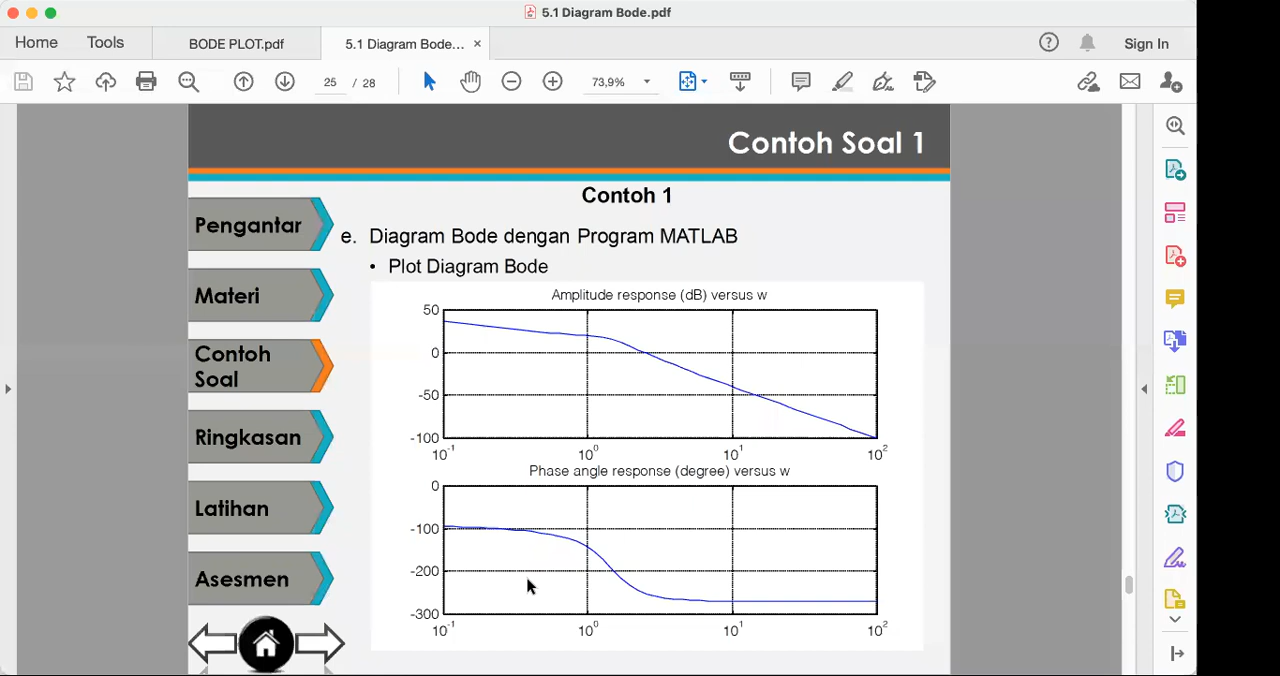 5.1 Diagram Bode.pdf
Home
Tools
BODE PLOT.pdf
5.1 Diagram Bode... ×
Sign In
25 / 28
73,9%
Contoh Soal 1
Contoh 1
Pengantar
e. Diagram Bode dengan Program MATLAB
• Plot Diagram Bode
Materi
Contoh
Soal
Ringkasan
Latihan
Asesmen
Amplitude response (dB) versus w
50
0
-50
-100
10-1 100 101 102
Phase angle response (degree) versus w
0
-100
-200
-300
10-1 100 101 102